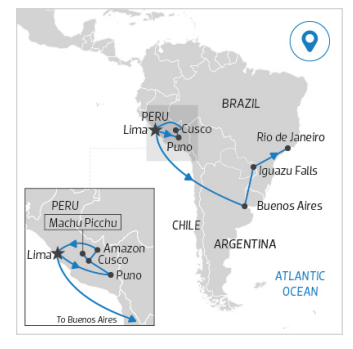 BRAZIL
PERU
Lima
Cusco
Puno
Rio de Janeiro
Iguazu Falls
Buenos Aires
CHILE
ARGENTINA
ATLANTIC
OCEAN
PERU
Machu Picchu
Lima
Amazon
Cusco
Puno
To Buenos Aires